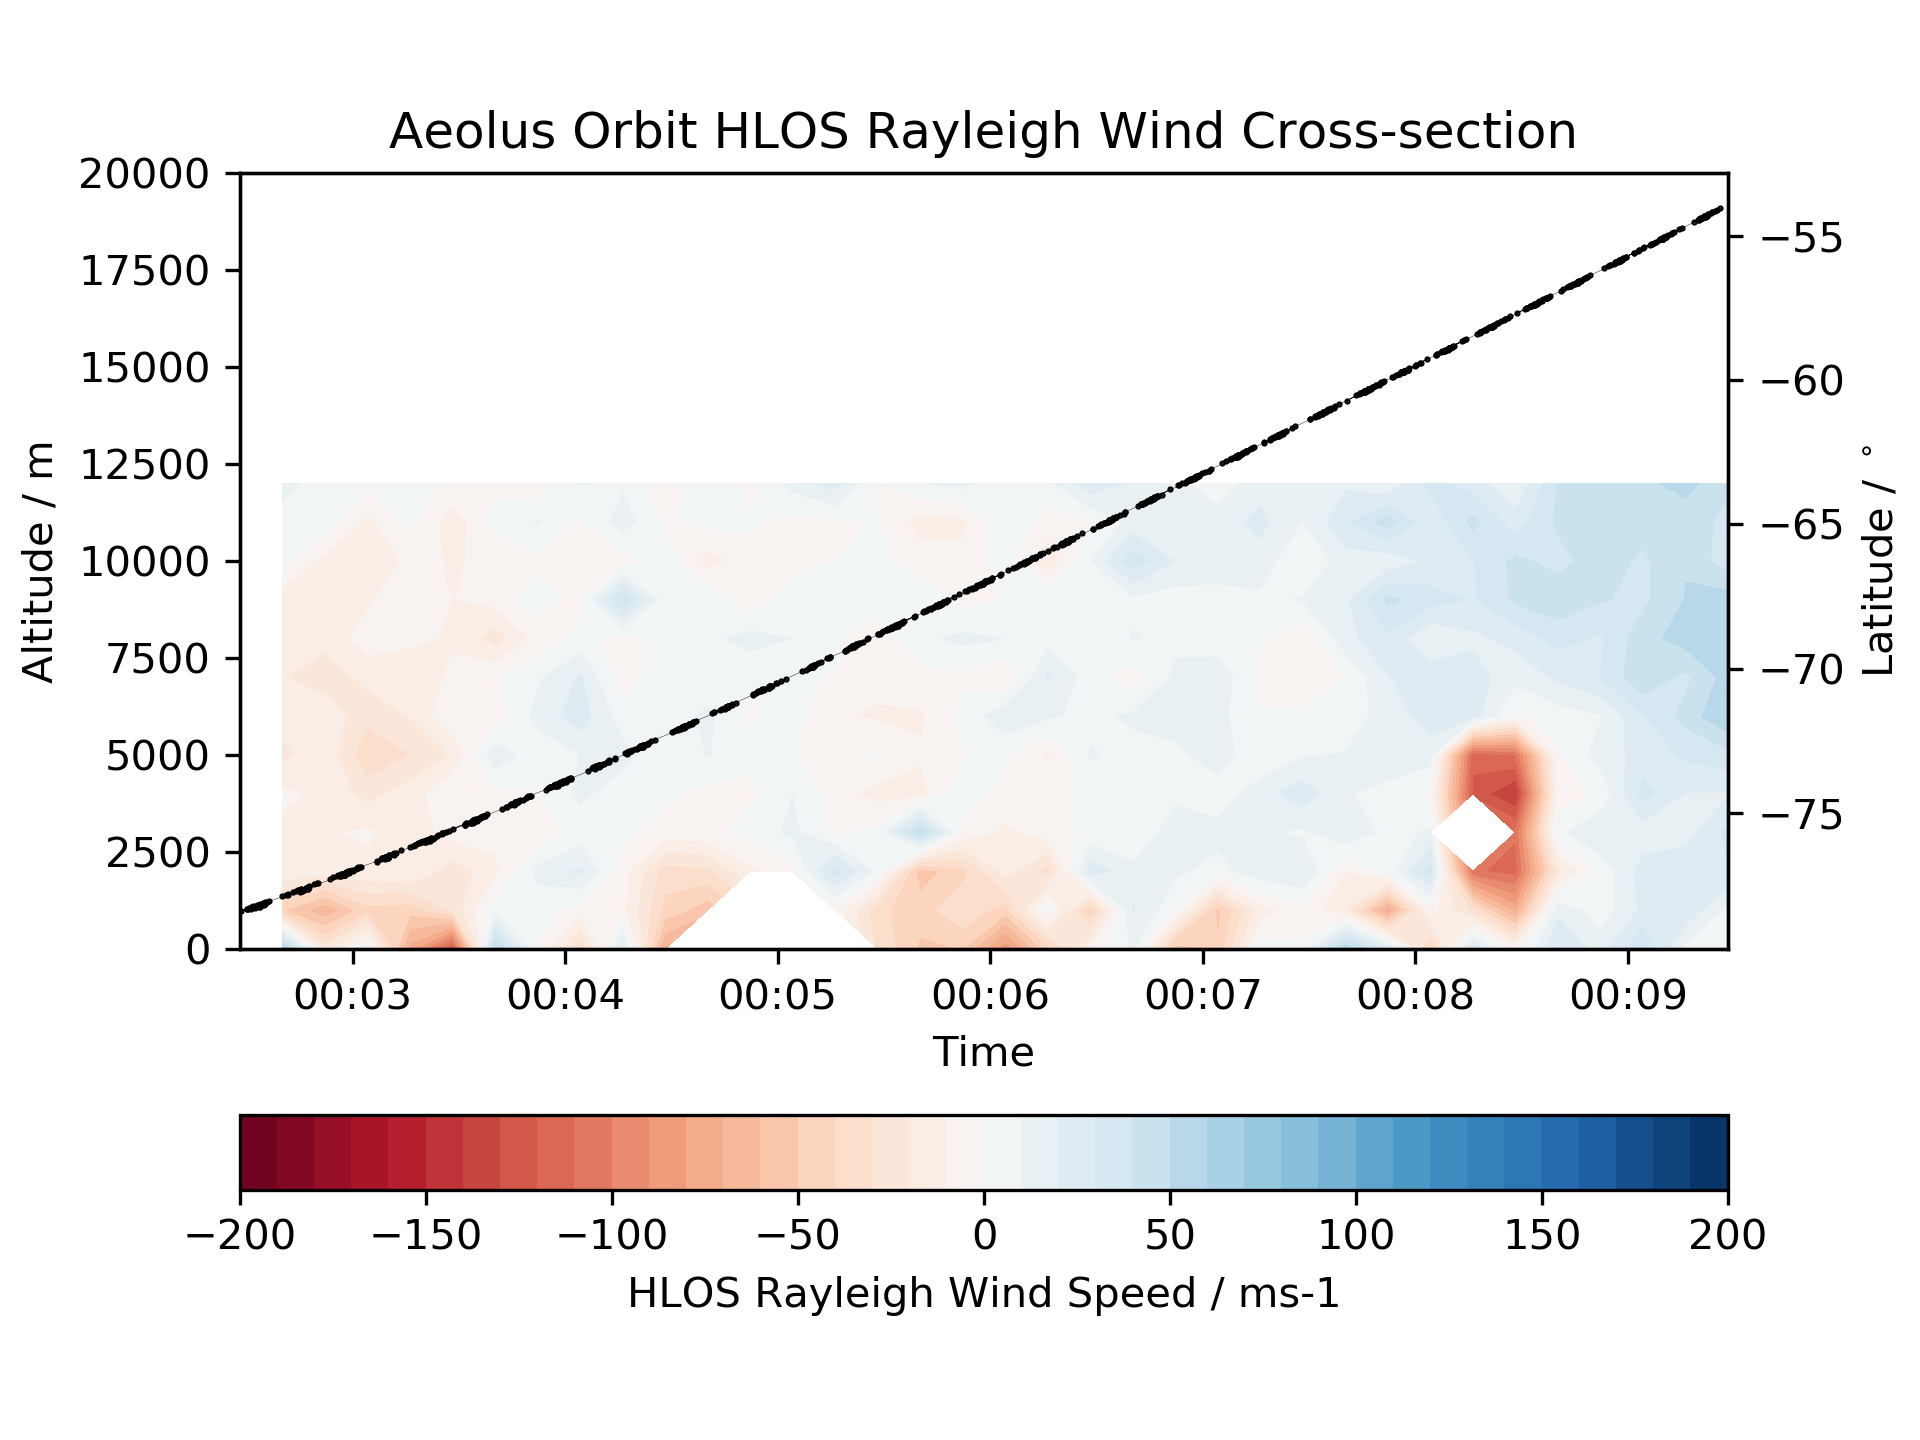 Aeolus Orbit HLOS Rayleigh Wind Cross-section
20000
17500
15000
12500
10000
7500
5000
2500
0
Altitude / m
−55
−60
−65
−70
−75
Latitude / °
00:03 00:04 00:05 00:06 00:07 00:08 00:09
Time
−200 −150 −100 −50 0 50 100 150 200
HLOS Rayleigh Wind Speed / ms-1